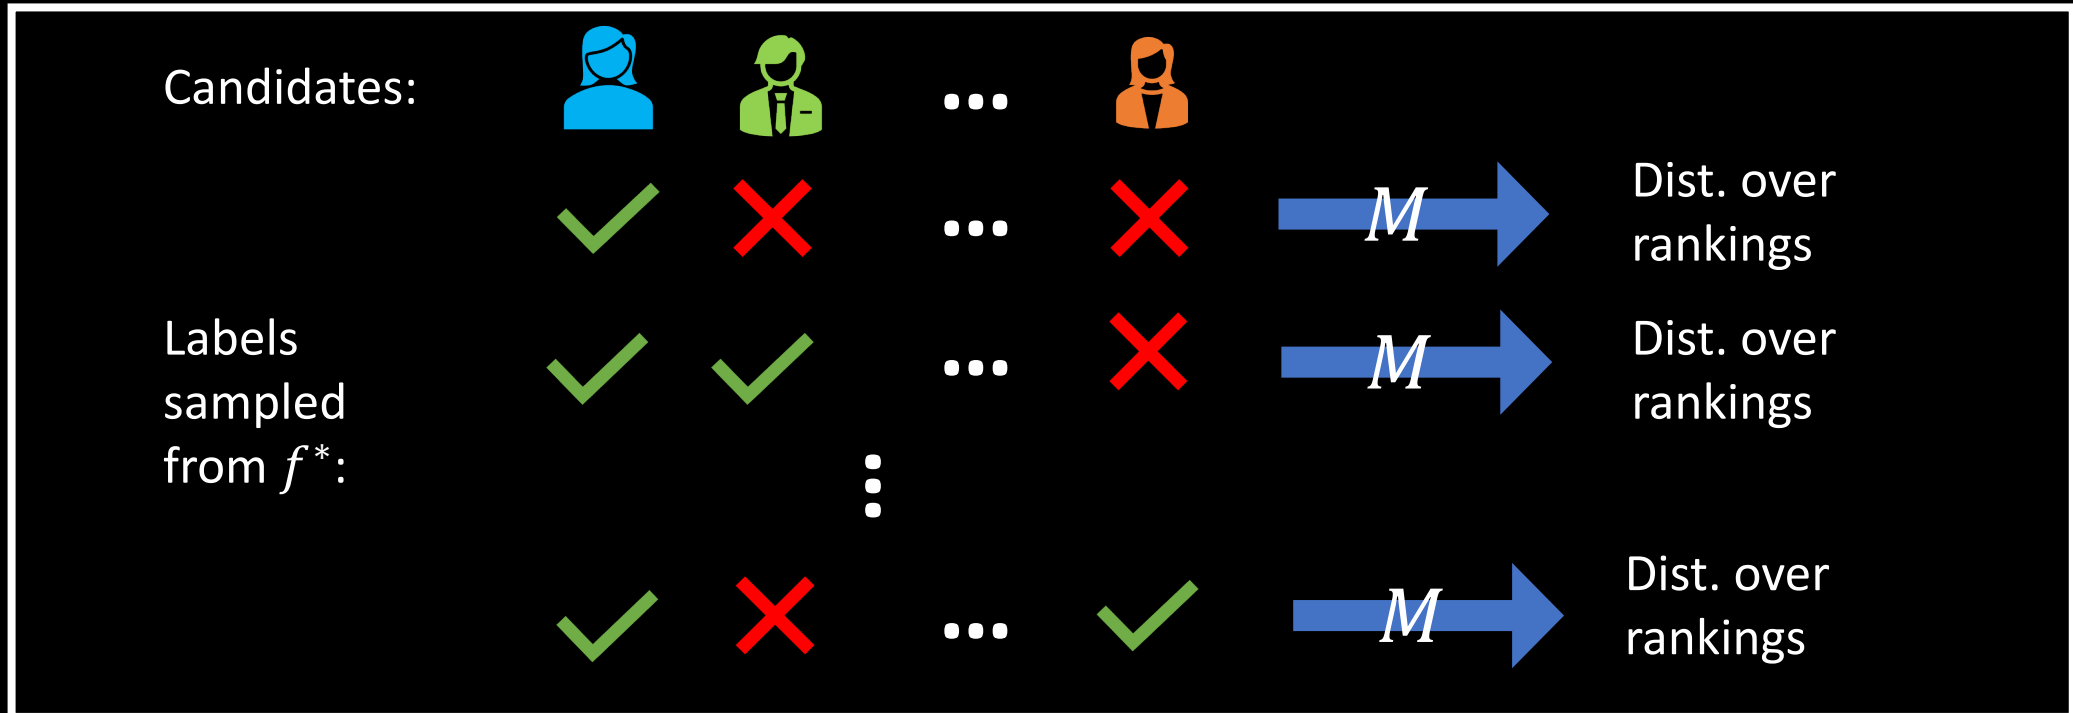 Candidates:
M
Dist. over
rankings
Labels
sampled
from f*:
M
Dist. over
rankings
M
Dist. over
rankings